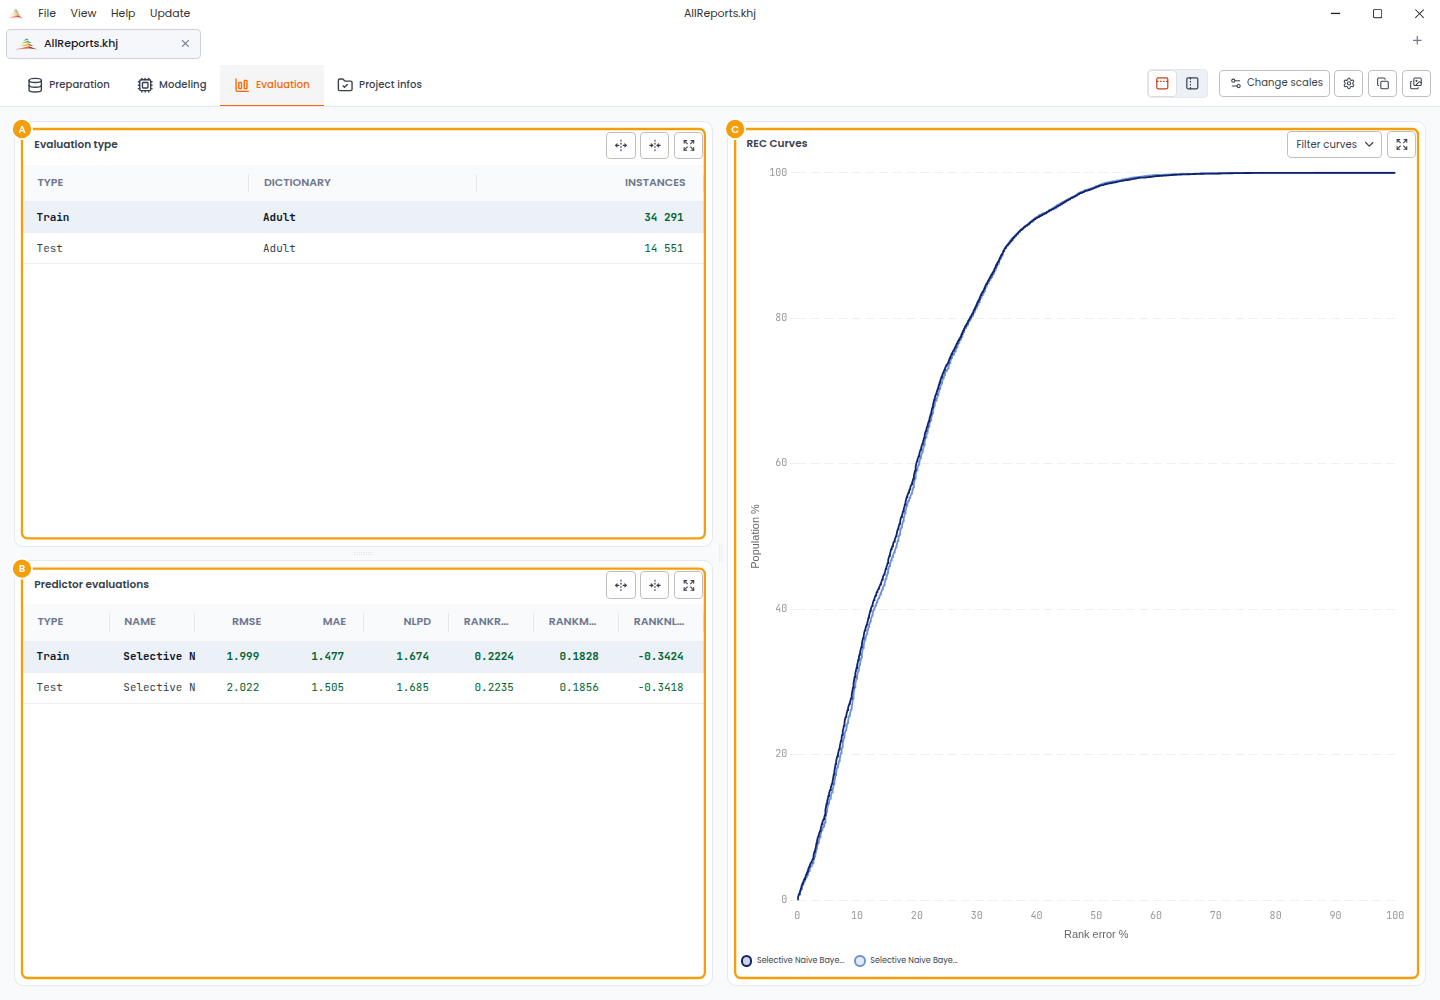 File View Help Update
AllReports.khj
AllReports.khj
Preparation Modeling Evaluation Project infos
Change scales
A
Evaluation type
TYPE DICTIONARY INSTANCES
Train Adult 34 291
Test Adult 14 551
B
Predictor evaluations
TYPE NAME RMSE MAE NLPD RANKR... RANKM... RANKNL...
Train Selective N 1.999 1.477 1.674 0.2224 0.1828 -0.3424
Test Selective N 2.022 1.505 1.685 0.2235 0.1856 -0.3418
C
REC Curves
Filter curves
100
80
60
40
20
0
Population %
0 10 20 30 40 50 60 70 80 90 100
Rank error %
Selective Naive Baye... Selective Naive Baye...